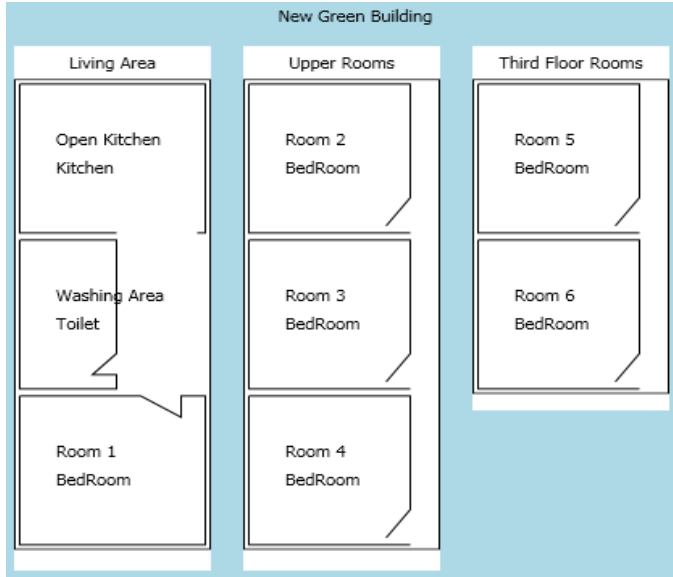 New Green Building
Living Area
Open Kitchen
Kitchen
Washing Area
Toilet
Room 1
BedRoom
Upper Rooms
Room 2
BedRoom
Room 3
BedRoom
Room 4
BedRoom
Third Floor Rooms
Room 5
BedRoom
Room 6
BedRoom